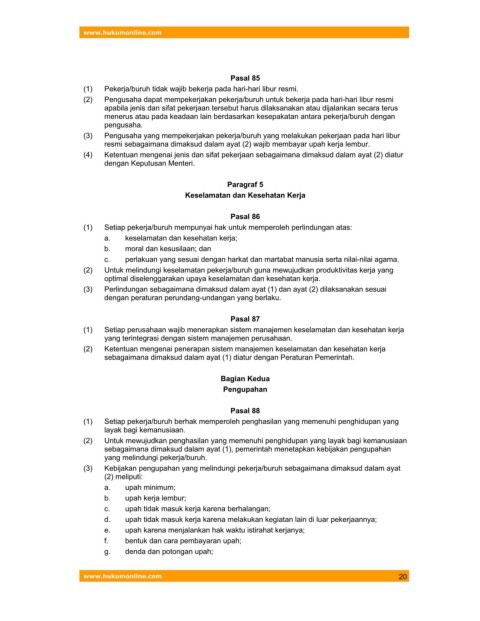 www.hukumonline.com
Pasal 85
(1) Pekerja/buruh tidak wajib bekerja pada hari-hari libur resmi.
(2) Pengusaha dapat mempekerjakan pekerja/buruh untuk bekerja pada hari-hari libur resmi
apabila jenis dan sifat pekerjaan tersebut harus dilaksanakan atau dijalankan secara terus
menerus atau pada keadaan lain berdasarkan kesepakatan antara pekerja/buruh dengan
pengusaha.
(3) Pengusaha yang mempekerjakan pekerja/buruh yang melakukan pekerjaan pada hari libur
resmi sebagaimana dimaksud dalam ayat (2) wajib membayar upah kerja lembur.
(4) Ketentuan mengenai jenis dan sifat pekerjaan sebagaimana dimaksud dalam ayat (2) diatur
dengan Keputusan Menteri.
Paragraf 5
Keselamatan dan Kesehatan Kerja
Pasal 86
(1) Setiap pekerja/buruh mempunyai hak untuk memperoleh perlindungan atas:
a. keselamatan dan kesehatan kerja;
b. moral dan kesusilaan; dan
c. perlakuan yang sesuai dengan harkat dan martabat manusia serta nilai-nilai agama.
(2) Untuk melindungi keselamatan pekerja/buruh guna mewujudkan produktivitas kerja yang
optimal diselenggarakan upaya keselamatan dan kesehatan kerja.
(3) Perlindungan sebagaimana dimaksud dalam ayat (1) dan ayat (2) dilaksanakan sesuai
dengan peraturan perundang-undangan yang berlaku.
Pasal 87
(1) Setiap perusahaan wajib menerapkan sistem manajemen keselamatan dan kesehatan kerja
yang terintegrasi dengan sistem manajemen perusahaan.
(2) Ketentuan mengenai penerapan sistem manajemen keselamatan dan kesehatan kerja
sebagaimana dimaksud dalam ayat (1) diatur dengan Peraturan Pemerintah.
Bagian Kedua
Pengupahan
Pasal 88
(1) Setiap pekerja/buruh berhak memperoleh penghasilan yang memenuhi penghidupan yang
layak bagi kemanusiaan.
(2) Untuk mewujudkan penghasilan yang memenuhi penghidupan yang layak bagi kemanusiaan
sebagaimana dimaksud dalam ayat (1), pemerintah menetapkan kebijakan pengupahan
yang melindungi pekerja/buruh.
(3) Kebijakan pengupahan yang melindungi pekerja/buruh sebagaimana dimaksud dalam ayat
(2) meliputi:
a. upah minimum;
b. upah kerja lembur;
c. upah tidak masuk kerja karena berhalangan;
d. upah tidak masuk kerja karena melakukan kegiatan lain di luar pekerjaannya;
e. upah karena menjalankan hak waktu istirahat kerjanya;
f. bentuk dan cara pembayaran upah;
g. denda dan potongan upah;
www.hukumonline.com 20